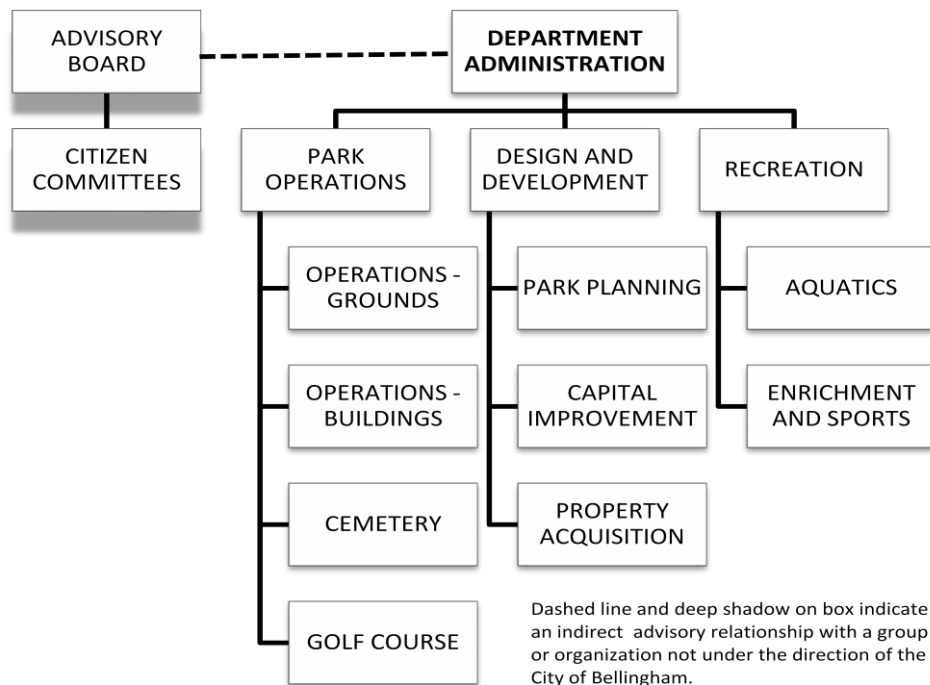 ADVISORY
BOARD
DEPARTMENT
ADMINISTRATION
CITIZEN
COMMITTEES
PARK
OPERATIONS
DESIGN AND
DEVELOPMENT
RECREATION
OPERATIONS -
GROUNDS
PARK PLANNING
AQUATICS
OPERATIONS -
BUILDINGS
CAPITAL
IMPROVEMENT
ENRICHMENT
AND SPORTS
CEMETERY
PROPERTY
ACQUISITION
GOLF COURSE
Dashed line and deep shadow on box indicate
an indirect  advisory relationship with a group
or organization not under the direction of the
City of Bellingham.